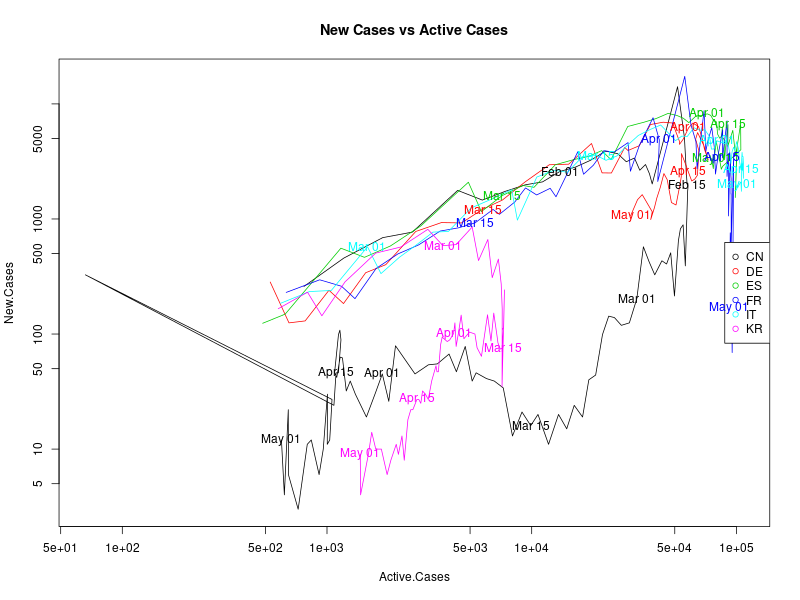 New Cases vs Active Cases
New.Cases
5000
1000
500
100
50
10
5
5e+01
1e+02
5e+02
1e+03
5e+03
1e+04
5e+04
1e+05
Active.Cases
Apr 01
Apr 15
Apr 01
Apr 01
Mar 15
Feb 01
Apr 15
Apr 15
Apr 15
Feb 15
May 01
Mar 15
Mar 15
May 01
Mar 15
Mar 01
Mar 01
Mar 01
May 01
Apr 01
Mar 15
Apr 15
Apr 01
Apr 15
Mar 15
May 01
May 01
CN
DE
ES
FR
IT
KR